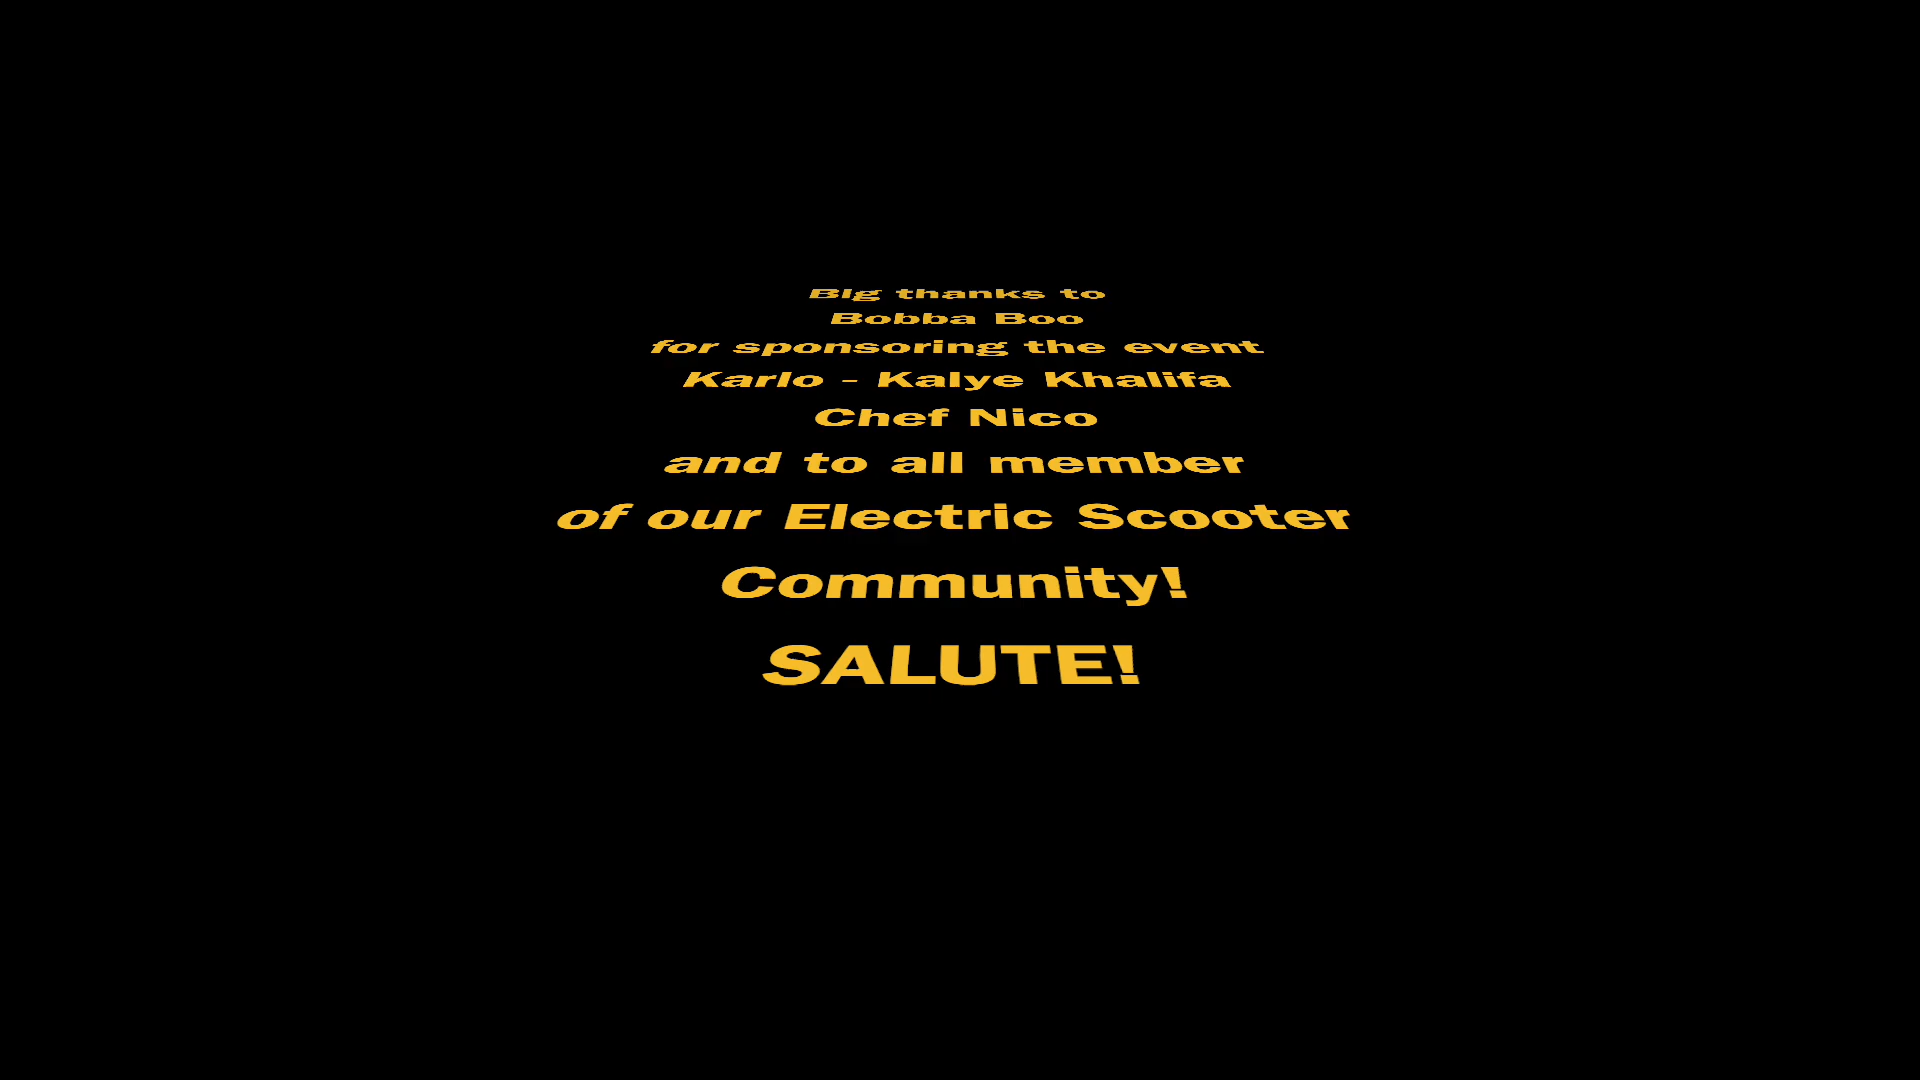 Big thanks to
Bobba Boo
for sponsoring the event
Karlo - Kalye Khalifa
Chef Nico
and to all member
of our Electric Scooter
Community!
SALUTE!